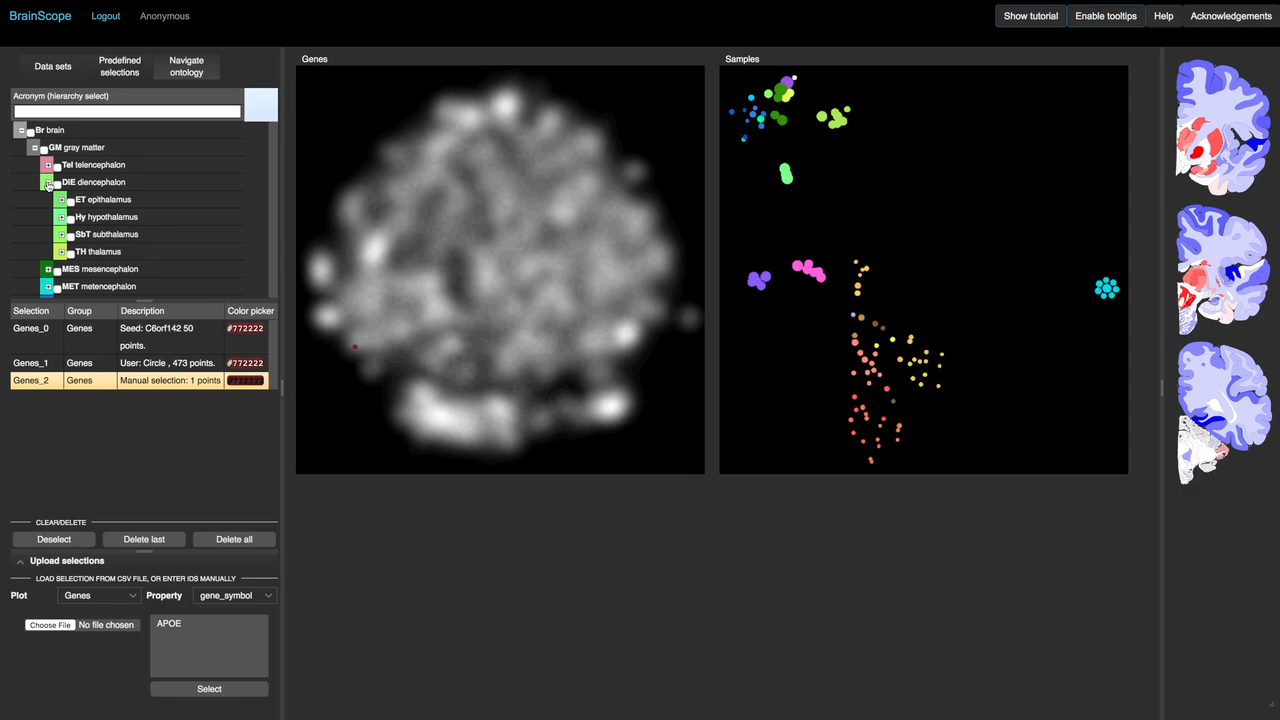 BrainScope Logout Anonymous Show tutorial Enable tooltips Help Acknowledgements
Data sets
Predefined selections
Navigate ontology
Acronym (hierarchy select)
Br brain
GM gray matter
Tel telencephalon
DiE diencephalon
ET epithalamus
Hy hypothalamus
SbT subthalamus
TH thalamus
MES mesencephalon
MET metencephalon
Selection Group Description Color picker
Genes_0 Genes Seed: C6orf142 50 points. #772222
Genes_1 Genes User: Circle , 473 points. #772222
Genes_2 Genes Manual selection: 1 points
CLEAR/DELETE
Deselect Delete last Delete all
Upload selections
LOAD SELECTION FROM CSV FILE, OR ENTER IDS MANUALLY
Plot Genes Property gene_symbol
Choose File No file chosen
APOE
Select
Genes
Samples